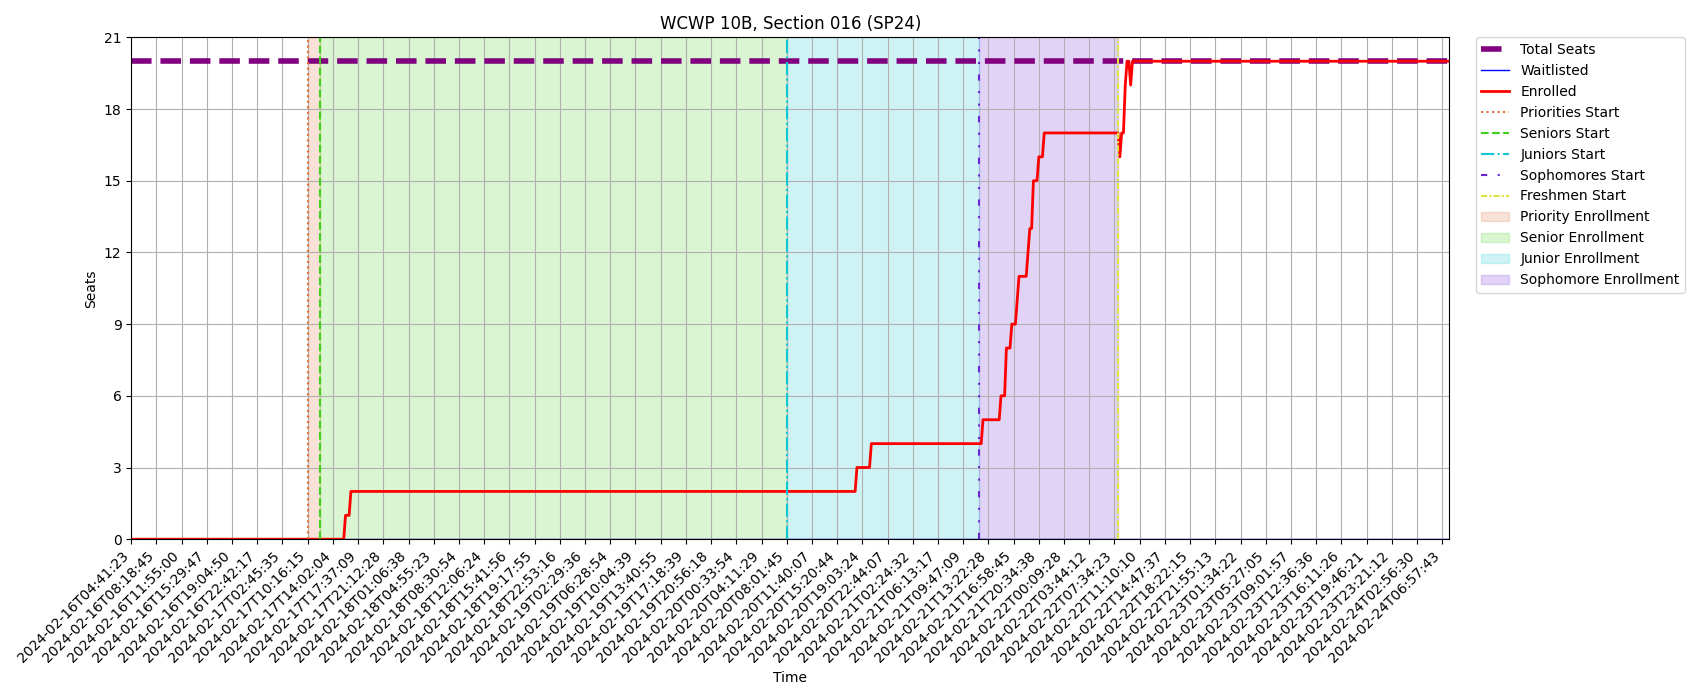 WCWP 10B, Section 016 (SP24)
21
18
15
12
9
6
3
0
Seats
2024-02-16T04:41:23
2024-02-16T08:18:45
2024-02-16T11:55:00
2024-02-16T15:29:47
2024-02-16T19:04:50
2024-02-16T22:42:17
2024-02-17T02:45:35
2024-02-17T10:16:15
2024-02-17T14:02:04
2024-02-17T17:37:09
2024-02-17T21:12:28
2024-02-18T01:06:38
2024-02-18T04:55:23
2024-02-18T08:30:54
2024-02-18T12:06:24
2024-02-18T15:41:56
2024-02-18T19:17:55
2024-02-18T22:53:16
2024-02-19T02:29:36
2024-02-19T06:28:54
2024-02-19T10:04:39
2024-02-19T13:40:55
2024-02-19T17:18:39
2024-02-19T20:56:18
2024-02-20T00:33:54
2024-02-20T04:11:29
2024-02-20T08:01:45
2024-02-20T11:40:07
2024-02-20T15:20:44
2024-02-20T19:03:24
2024-02-20T22:44:07
2024-02-21T02:24:32
2024-02-21T06:13:17
2024-02-21T09:47:09
2024-02-21T13:22:28
2024-02-21T16:58:45
2024-02-21T20:34:38
2024-02-22T00:09:28
2024-02-22T03:44:12
2024-02-22T07:34:23
2024-02-22T11:10:10
2024-02-22T14:47:37
2024-02-22T18:22:15
2024-02-22T21:55:13
2024-02-23T01:34:22
2024-02-23T05:27:05
2024-02-23T09:01:57
2024-02-23T12:36:36
2024-02-23T16:11:26
2024-02-23T19:46:21
2024-02-23T23:21:12
2024-02-24T02:56:30
2024-02-24T06:57:43
Time
Total Seats
Waitlisted
Enrolled
Priorities Start
Seniors Start
Juniors Start
Sophomores Start
Freshmen Start
Priority Enrollment
Senior Enrollment
Junior Enrollment
Sophomore Enrollment